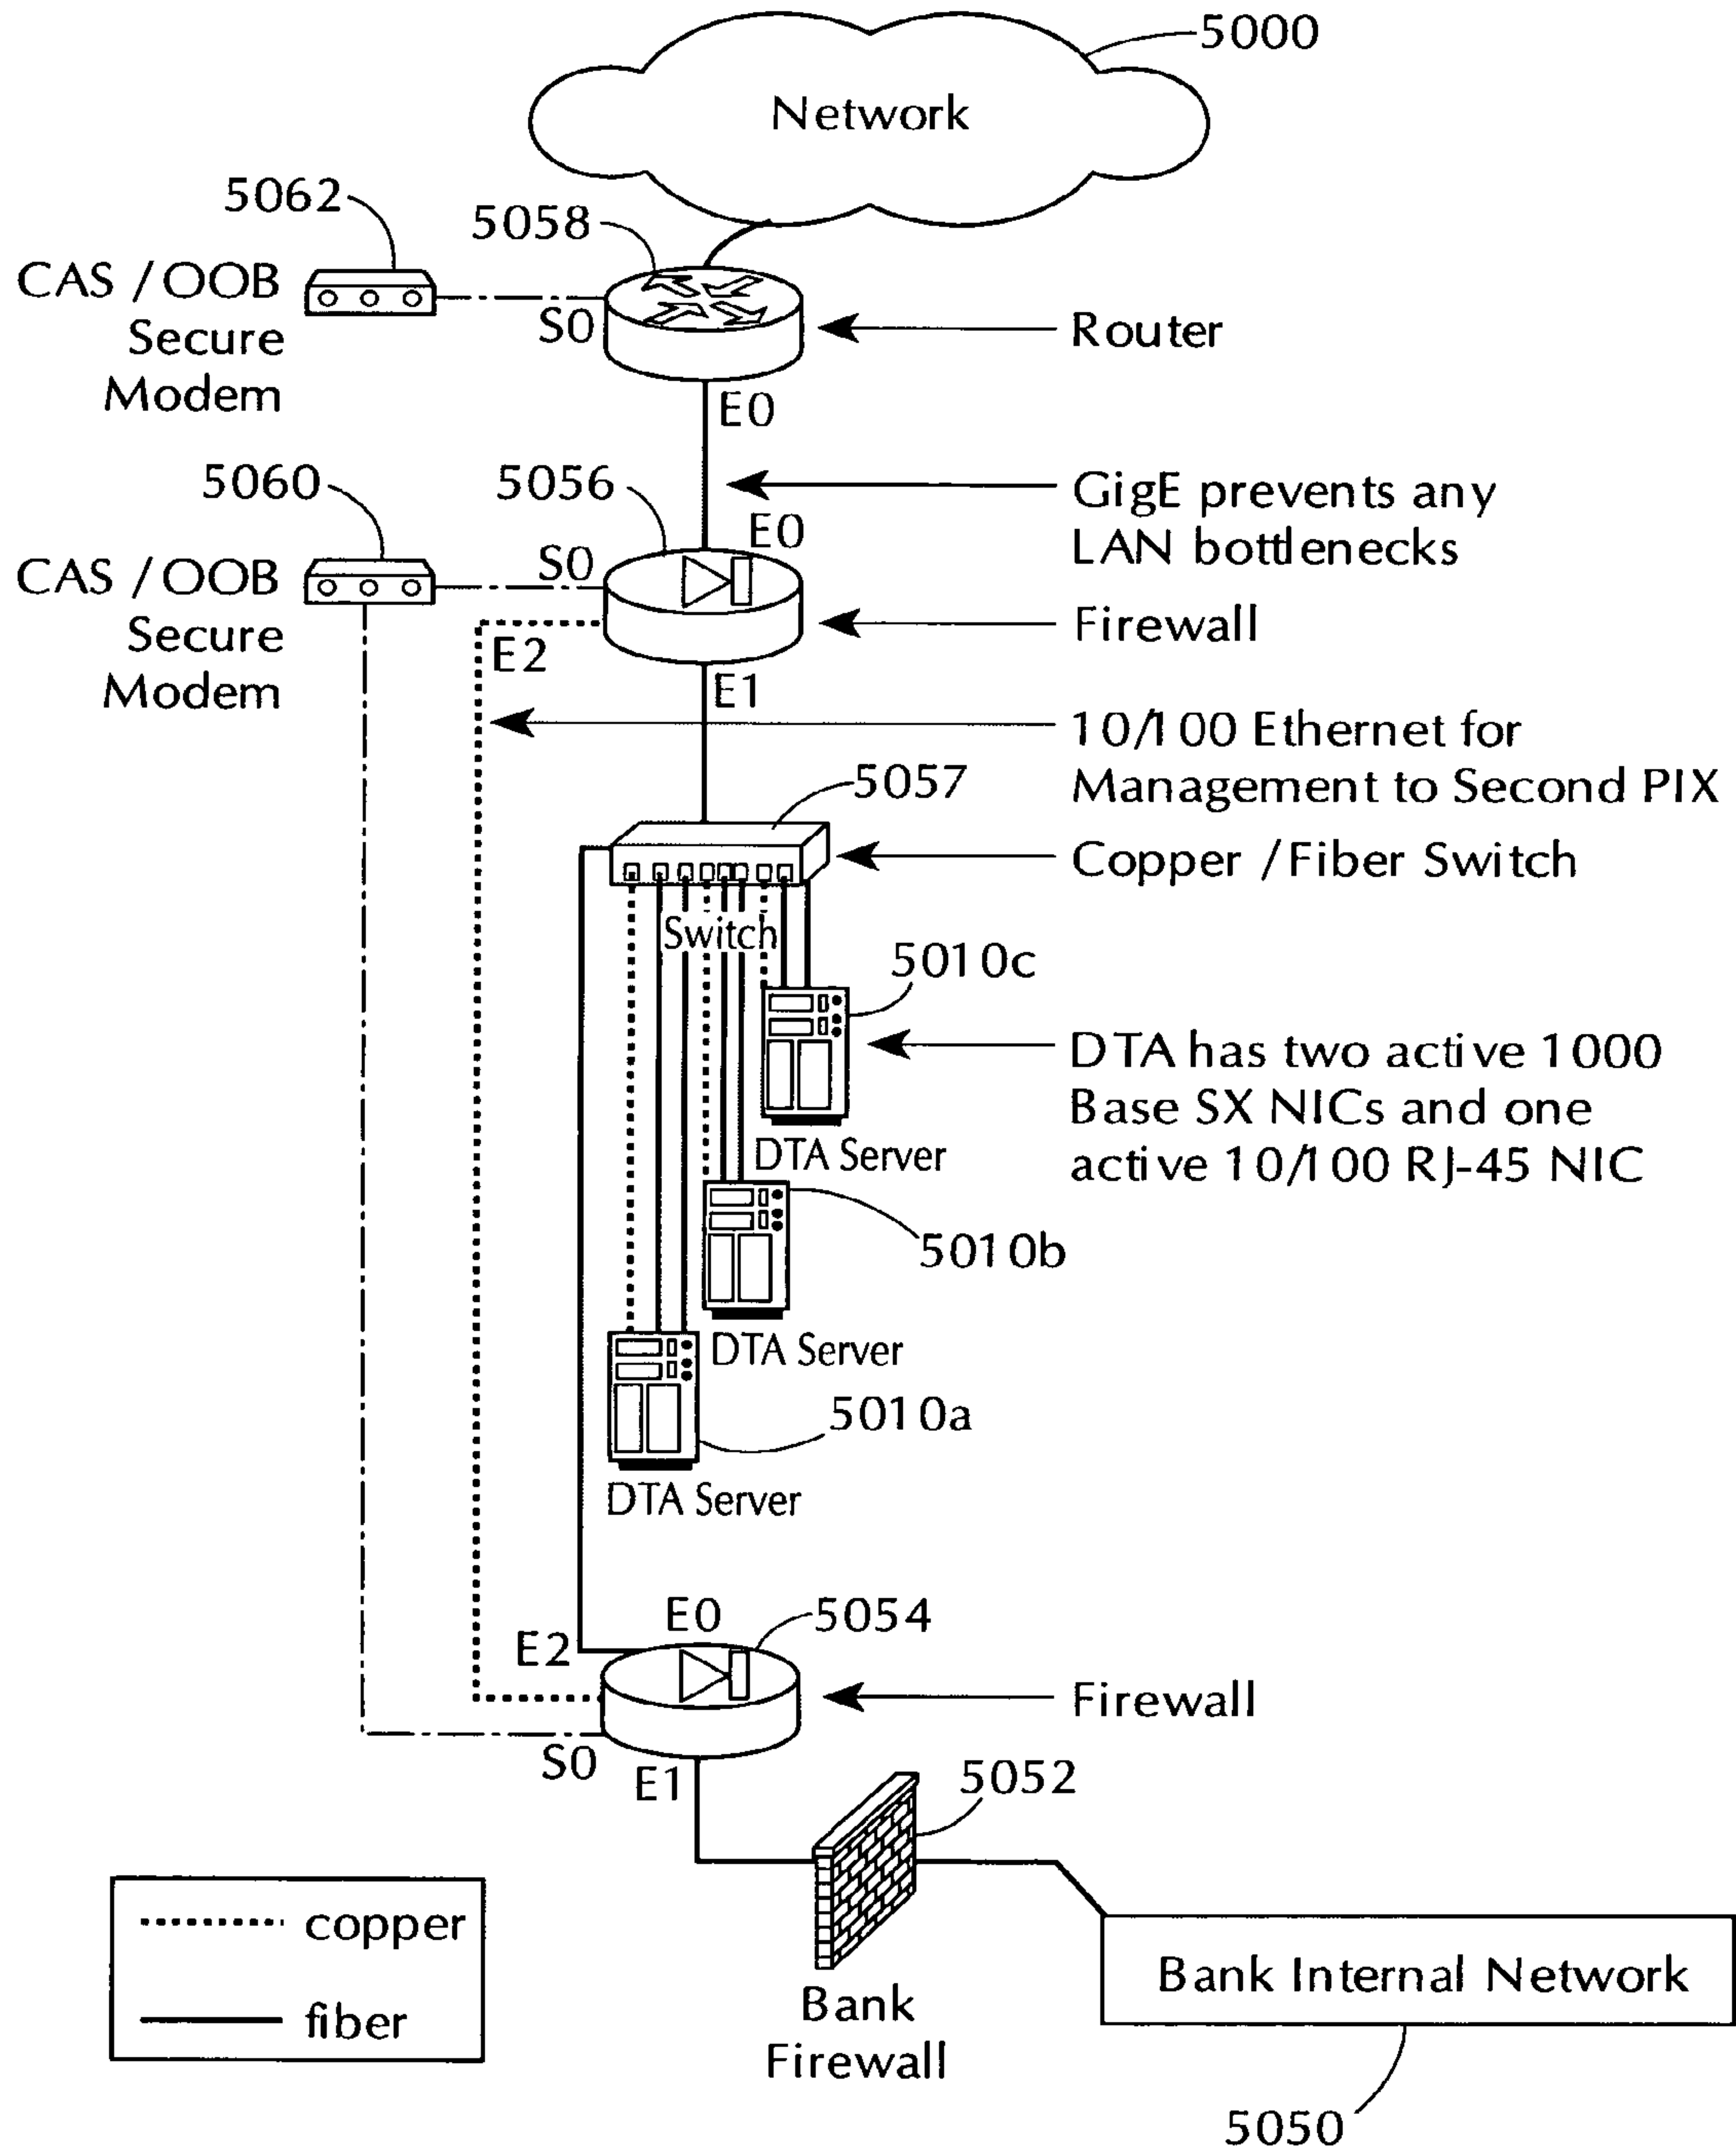 5000
Network
5062
5058
CAS / OOB
Secure
Modem
S0
Router
E0
5060
5056
GigE prevents any
LAN bottlenecks
E0
CAS / OOB
Secure
Modem
S0
Firewall
E2
E1
10/100 Ethernet for
Management to Second PIX
5057
Copper / Fiber Switch
Switch
5010c
DTA has two active 1000
Base SX NICs and one
active 10/100 RJ-45 NIC
DTA Server
5010b
DTA Server
5010a
DTA Server
E0
5054
E2
Firewall
S0
E1
5052
copper
fiber
Bank
Firewall
Bank Internal Network
5050